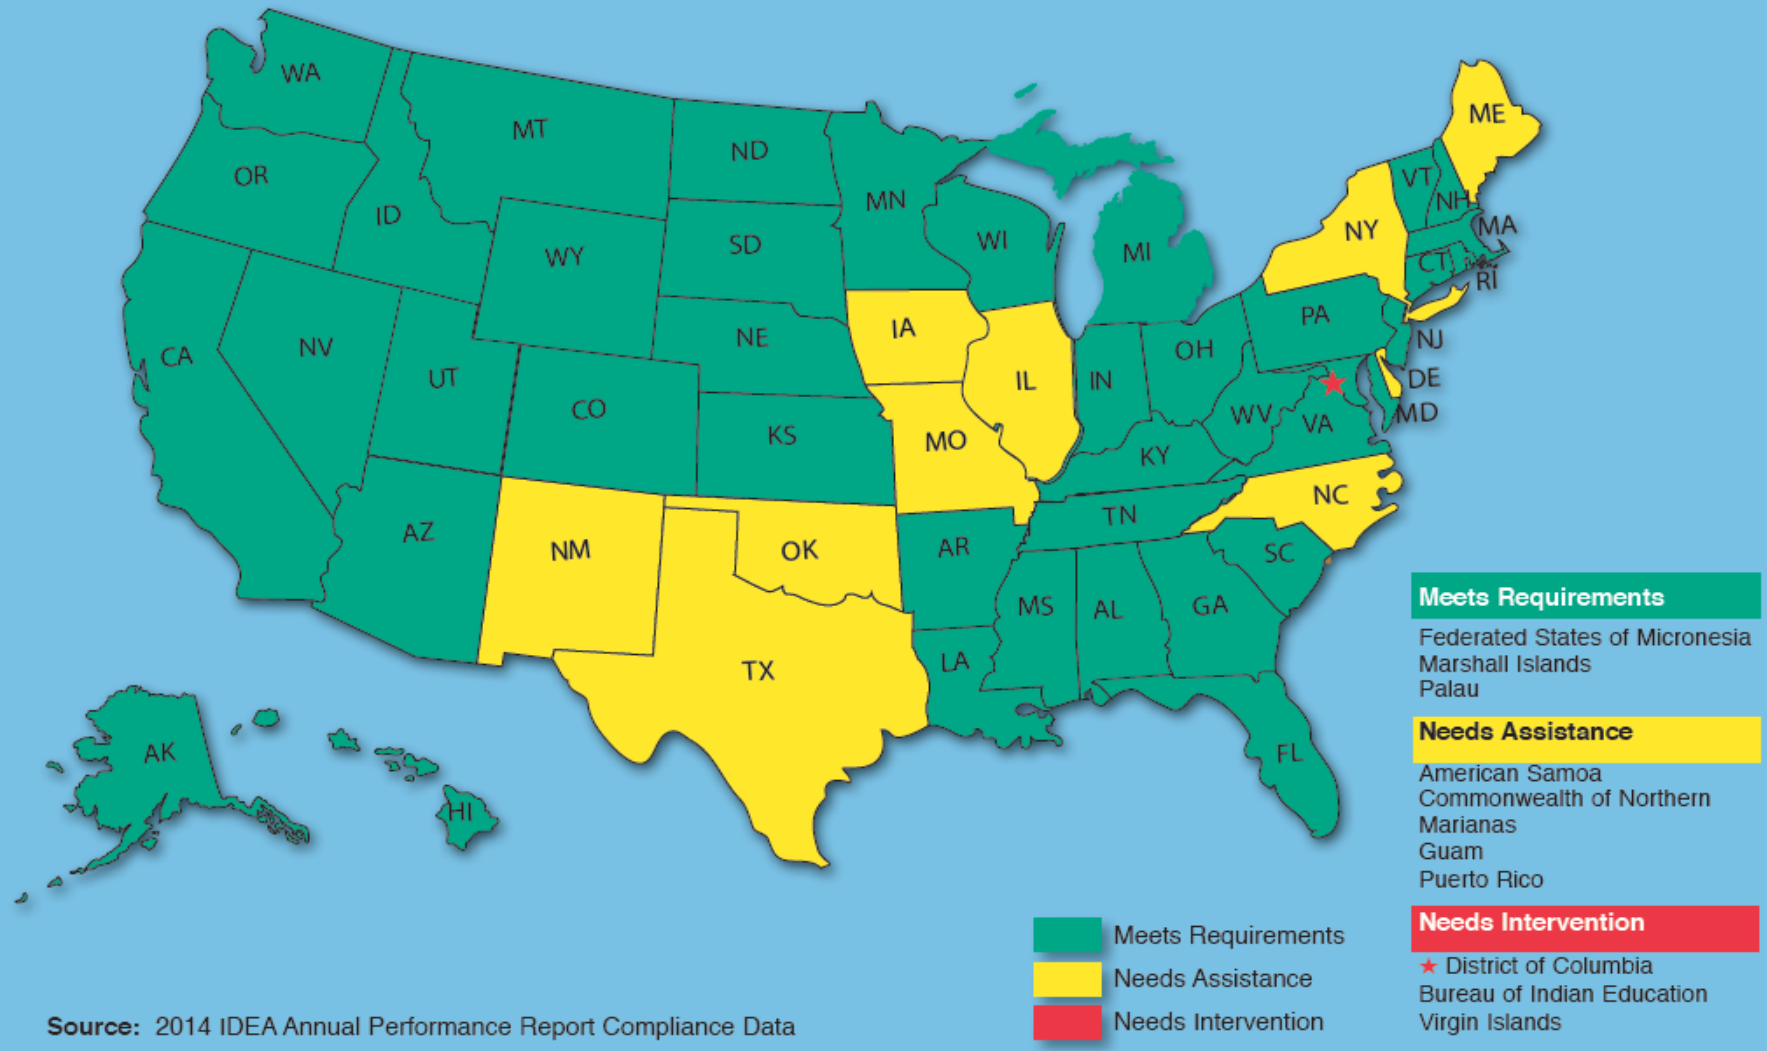 WA
MT
ND
MN
OR
ID
SD
WI
MI
WY
NE
IA
IL
IN
OH
PA
NY
VT
NH
ME
MA
CT
RI
NJ
DE
MD
WV
VA
CA
NV
UT
CO
KS
MO
KY
NC
TN
SC
AZ
NM
OK
AR
MS
AL
GA
TX
LA
FL
AK
HI
Meets Requirements
Federated States of Micronesia
Marshall Islands
Palau
Needs Assistance
American Samoa
Commonwealth of Northern
Marianas
Guam
Puerto Rico
Needs Intervention
★ District of Columbia
Bureau of Indian Education
Virgin Islands
Meets Requirements
Needs Assistance
Needs Intervention
Source: 2014 IDEA Annual Performance Report Compliance Data